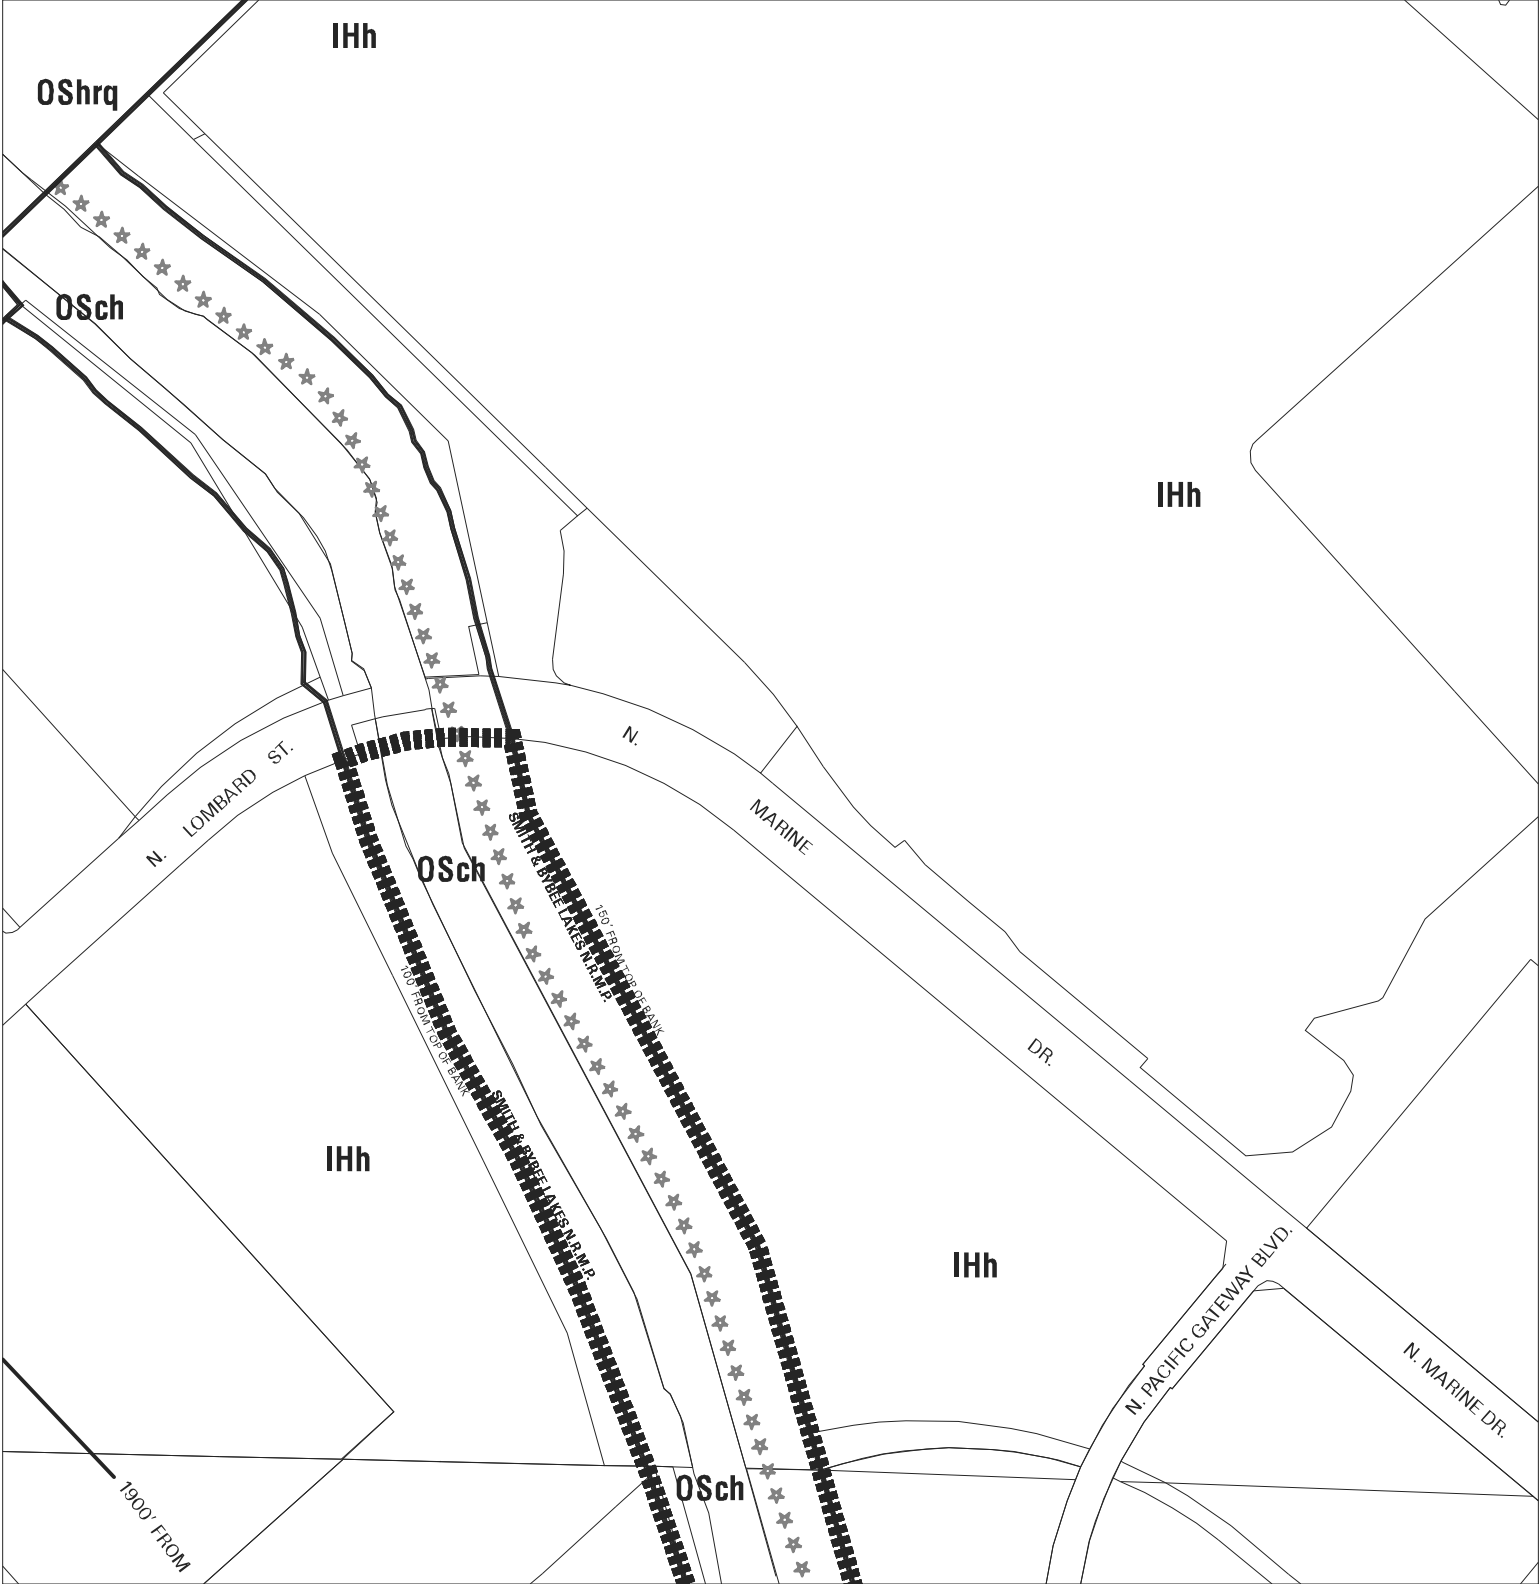 IHh
OShrq
OSch
IHh
N. LOMBARD ST.
N. MARINE DR.
OSch
SMITH & BYBEE LAKES N.R.M.P.
150' FROM TOP OF BANK
100' FROM TOP OF BANK
SMITH & BYBEE LAKES N.R.M.P.
IHh
IHh
N. PACIFIC GATEWAY BLVD.
N. MARINE DR.
OSch
1900' FROM